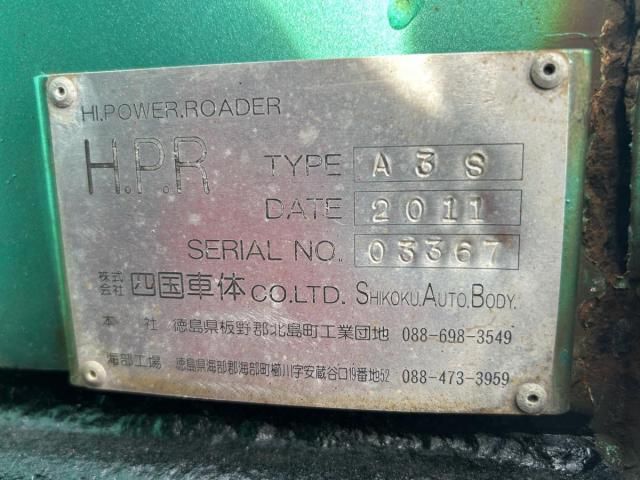 HI.POWER.ROADER
H.P.R
TYPE A3S
DATE 2011
SERIAL NO. 03367
株式会社 四国車体 CO.LTD. SHIKOKU.AUTO.BODY.
本社 徳島県板野郡北島町工業団地 088-698-3549
海部工場 徳島県海部郡海部町櫛川字安蔵谷口19番地52 088-473-3959